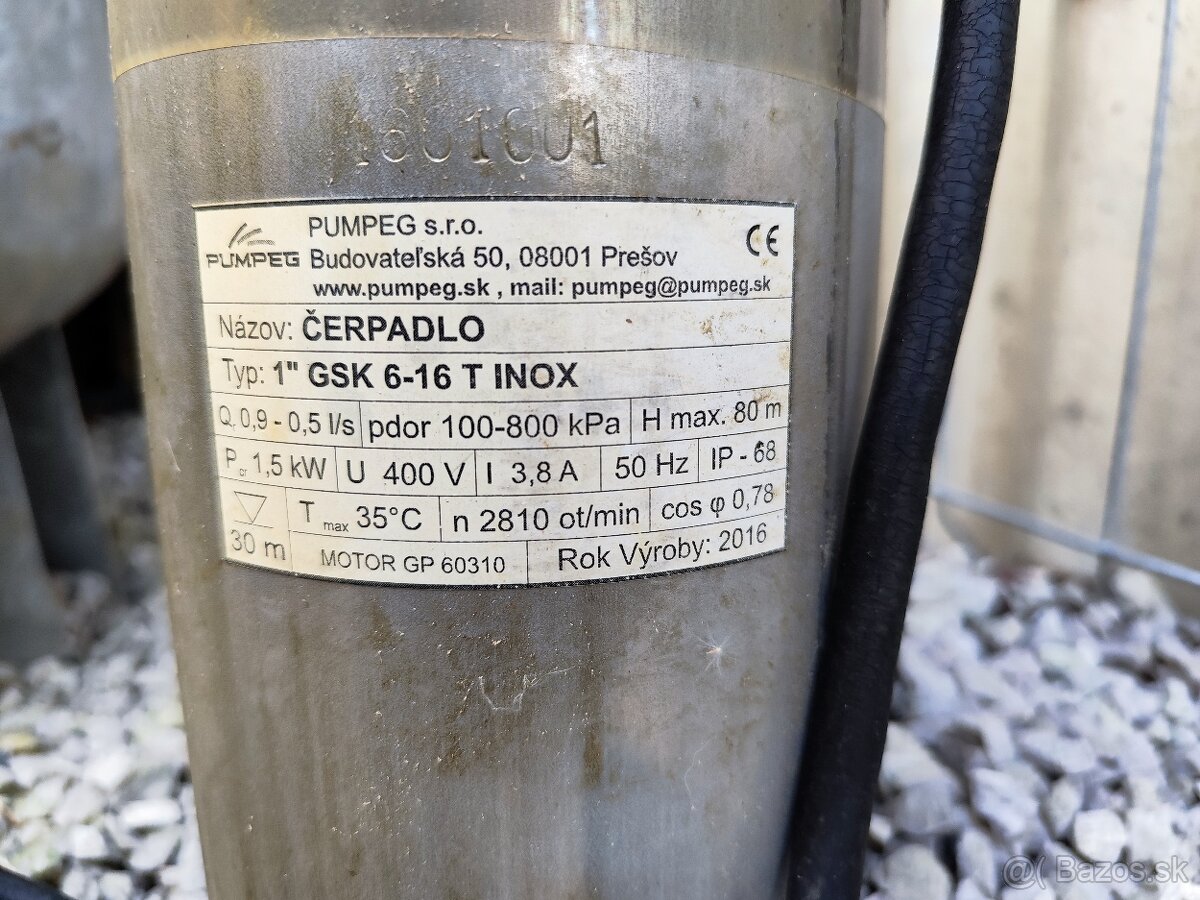 1601001
PUMPEG
PUMPEG s.r.o.
Budovateľská 50, 08001 Prešov
www.pumpeg.sk , mail: pumpeg@pumpeg.sk
CE
Názov: ČERPADLO
Typ: 1" GSK 6-16 T INOX
Q 0,9 - 0,5 l/s pdor 100-800 kPa H max. 80 m
P cr 1,5 kW U 400 V I 3,8 A 50 Hz IP - 68
30 m T max 35°C n 2810 ot/min cos φ 0,78
MOTOR GP 60310 Rok Výroby: 2016
@( Bazos.sk